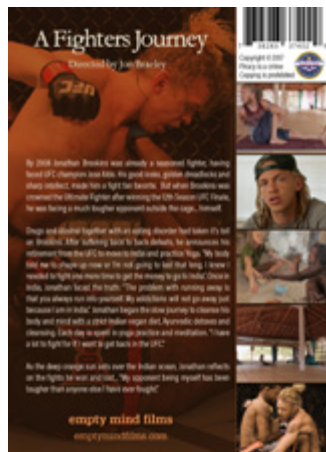 A Fighters Journey
Directed by Jon Braeley
Copyright © 2017
Piracy is a crime
Copying is prohibited
By 2008 Jonathan Brookins was already a seasoned fighter, having
faced UFC champion Jose Aldo. His good looks, golden dreadlocks and
sharp intellect, made him a fight fan favorite. But when Brookins was
crowned the Ultimate Fighter after winning the 12th Season UFC Finale,
he was facing a much tougher opponent outside the cage... himself.
Drugs and alcohol together with an eating disorder had taken it's toll
on Brookins. After suffering back to back defeats, he announces his
retirement from the UFC to move to India and practice Yoga. "My body
told me to shape up now or I'm not going to last that long. I knew I
needed to fight one more time to get the money to go to India". Once in
India, Jonathan faced the truth: "The problem with running away is
that you always run into yourself. My addictions will not go away just
because I am in India". Jonathan began the slow journey to cleanse his
body and mind with a strict Indian vegan diet, Ayurvedic detoxes and
cleansing. Each day is spent in yoga practice and meditation. "I have
a lot to fight for if I want to get back in the UFC."
As the deep orange sun sets over the Indian ocean, Jonathan reflects
on the fights he won and lost... "My opponent being myself has been
tougher than anyone else I have ever fought."
empty mind films
emptymindfilms.com